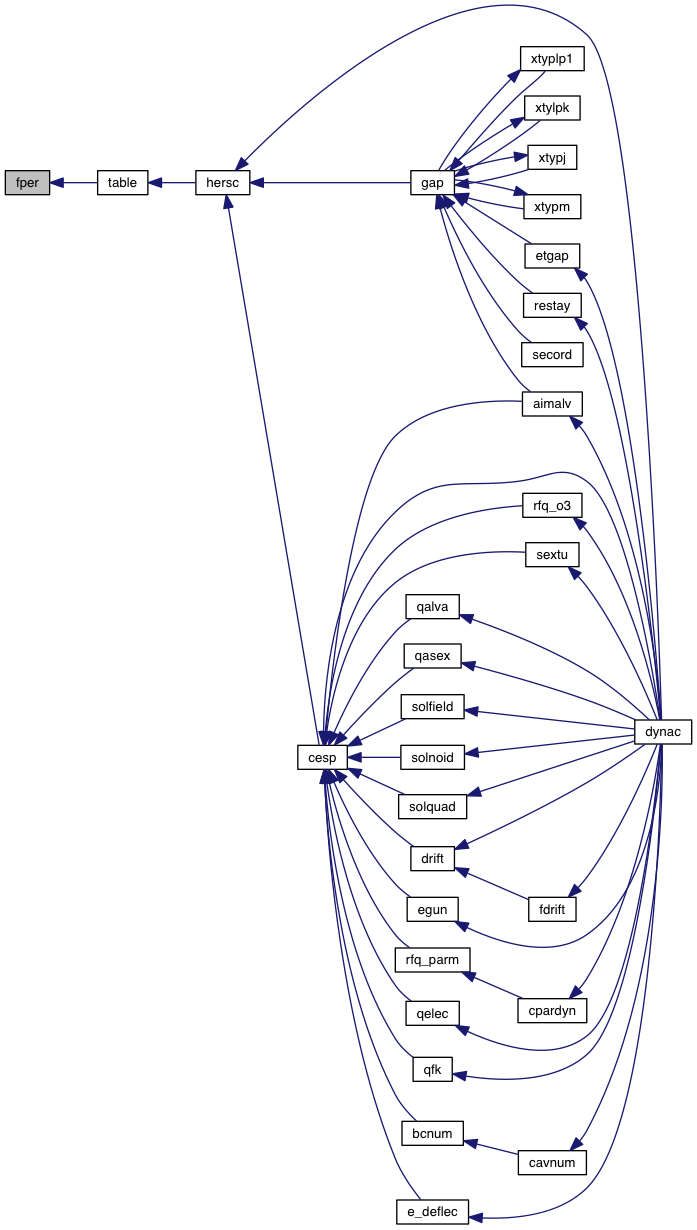 xtyplp1
xtylpk
xtypj
fper
table
hersc
gap
xtypm
etgap
restay
secord
aimalv
rfq_o3
sextu
qalva
qasex
solfield
dynac
cesp
solnoid
solquad
drift
egun
fdrift
rfq_parm
cpardyn
qelec
qfk
bcnum
cavnum
e_deflec